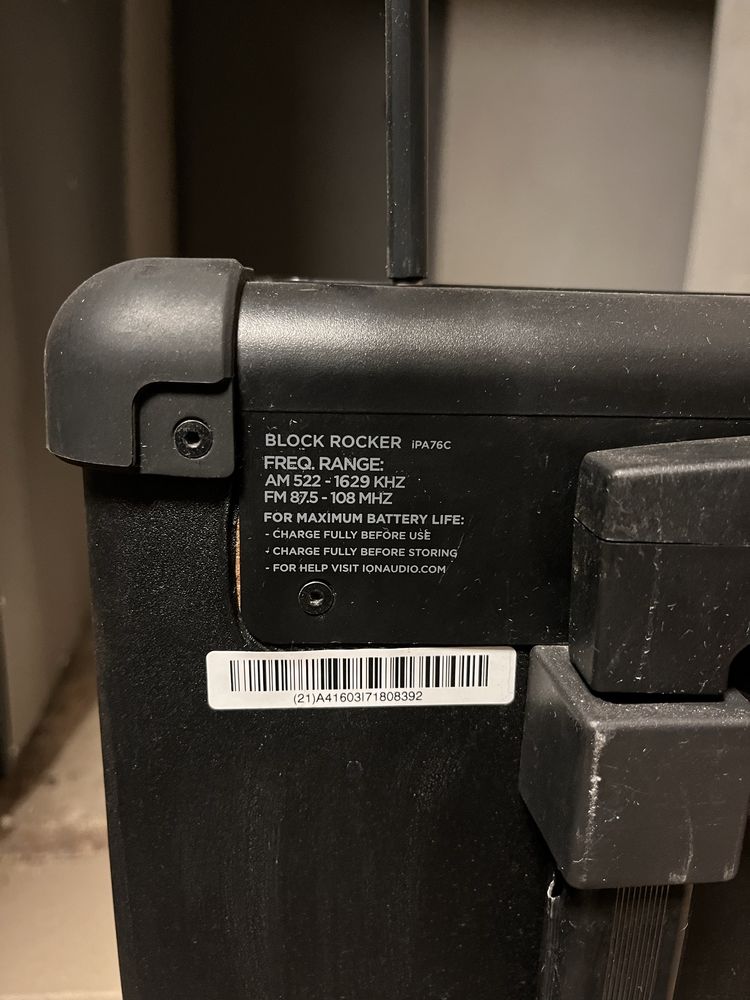 BLOCK ROCKER iPA76C
FREQ. RANGE:
AM 522 - 1629 KHZ
FM 87.5 - 108 MHZ
FOR MAXIMUM BATTERY LIFE:
- CHARGE FULLY BEFORE USE
- CHARGE FULLY BEFORE STORING
- FOR HELP VISIT IONAUDIO.COM
(21)A41603I71808392